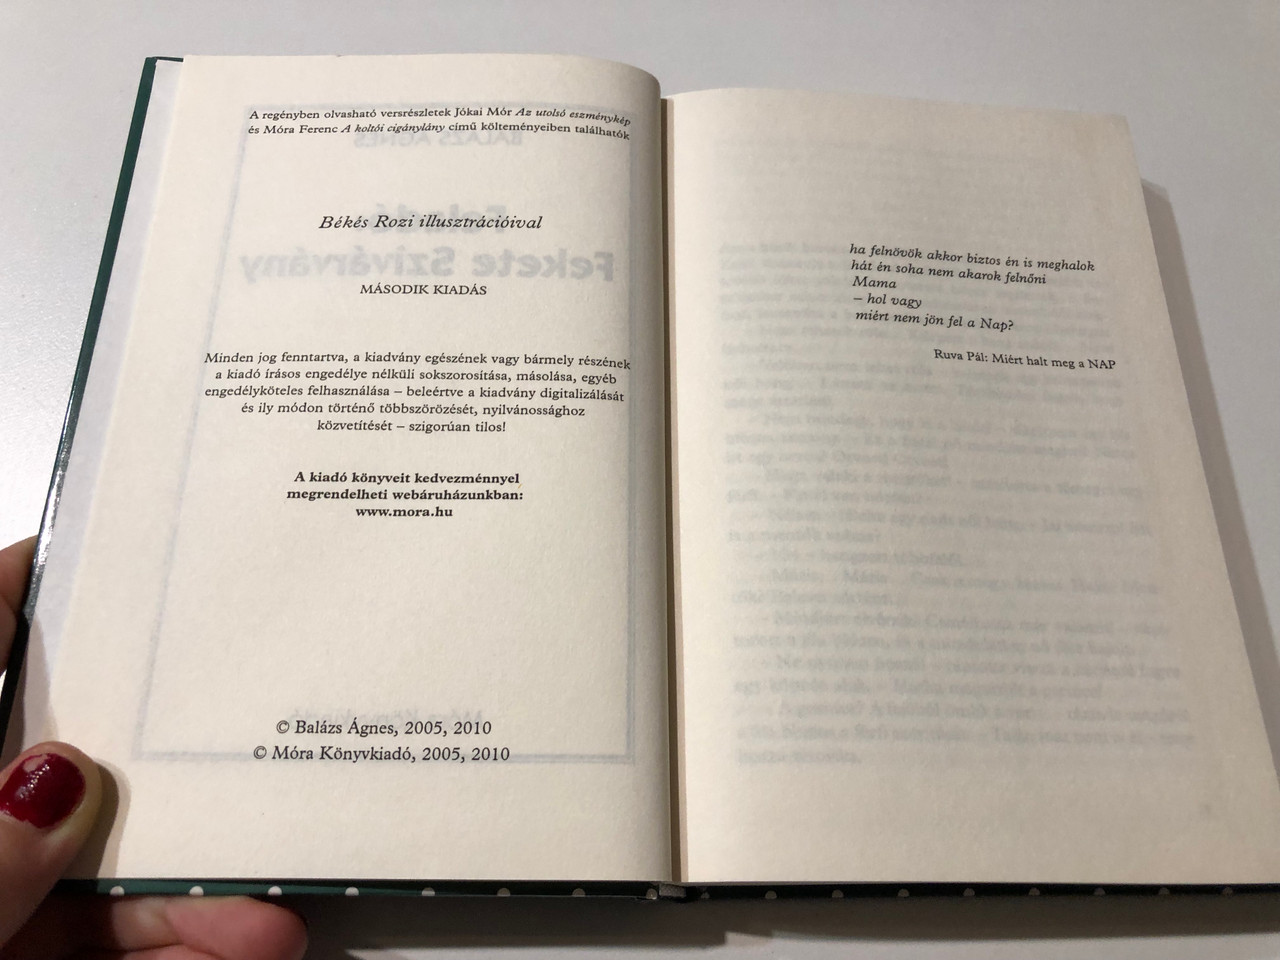 A regényben olvasható versrészletek Jókai Mór Az utolsó eszménykép
és Móra Ferenc A koltói cigánylány című költeményeiben találhatók
Békés Rozi illusztrációival
MÁSODIK KIADÁS
Minden jog fenntartva, a kiadvány egészének vagy bármely részének
a kiadó írásos engedélye nélküli sokszorosítása, másolása, egyéb
engedélyköteles felhasználása – beleértve a kiadvány digitalizálását
és ily módon történő többszörözését, nyilvánossághoz
közvetítését – szigorúan tilos!
A kiadó könyveit kedvezménnyel
megrendelheti webáruházunkban:
www.mora.hu
© Balázs Ágnes, 2005, 2010
© Móra Könyvkiadó, 2005, 2010
ha felnövök akkor biztos én is meghalok
hát én soha nem akarok felnőni
Mama
– hol vagy
miért nem jön fel a Nap?
Ruva Pál: Miért halt meg a NAP